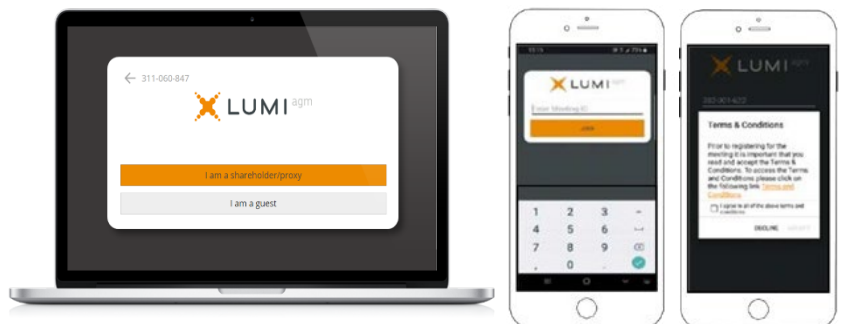 311-060-847
LUMI agm
I am a shareholder/proxy
I am a guest
LUMI agm
Enter Meeting ID
JOIN
1 2 3 -
4 5 6
7 8 9
, 0 .
LUMI agm
Terms & Conditions
Prior to registering for the
meeting it is important that you
read and accept the Terms &
Conditions. To access the Terms
and Conditions please click on
the following link Terms and
Conditions.
I agree to all of the above terms and
conditions
DECLINE ACCEPT